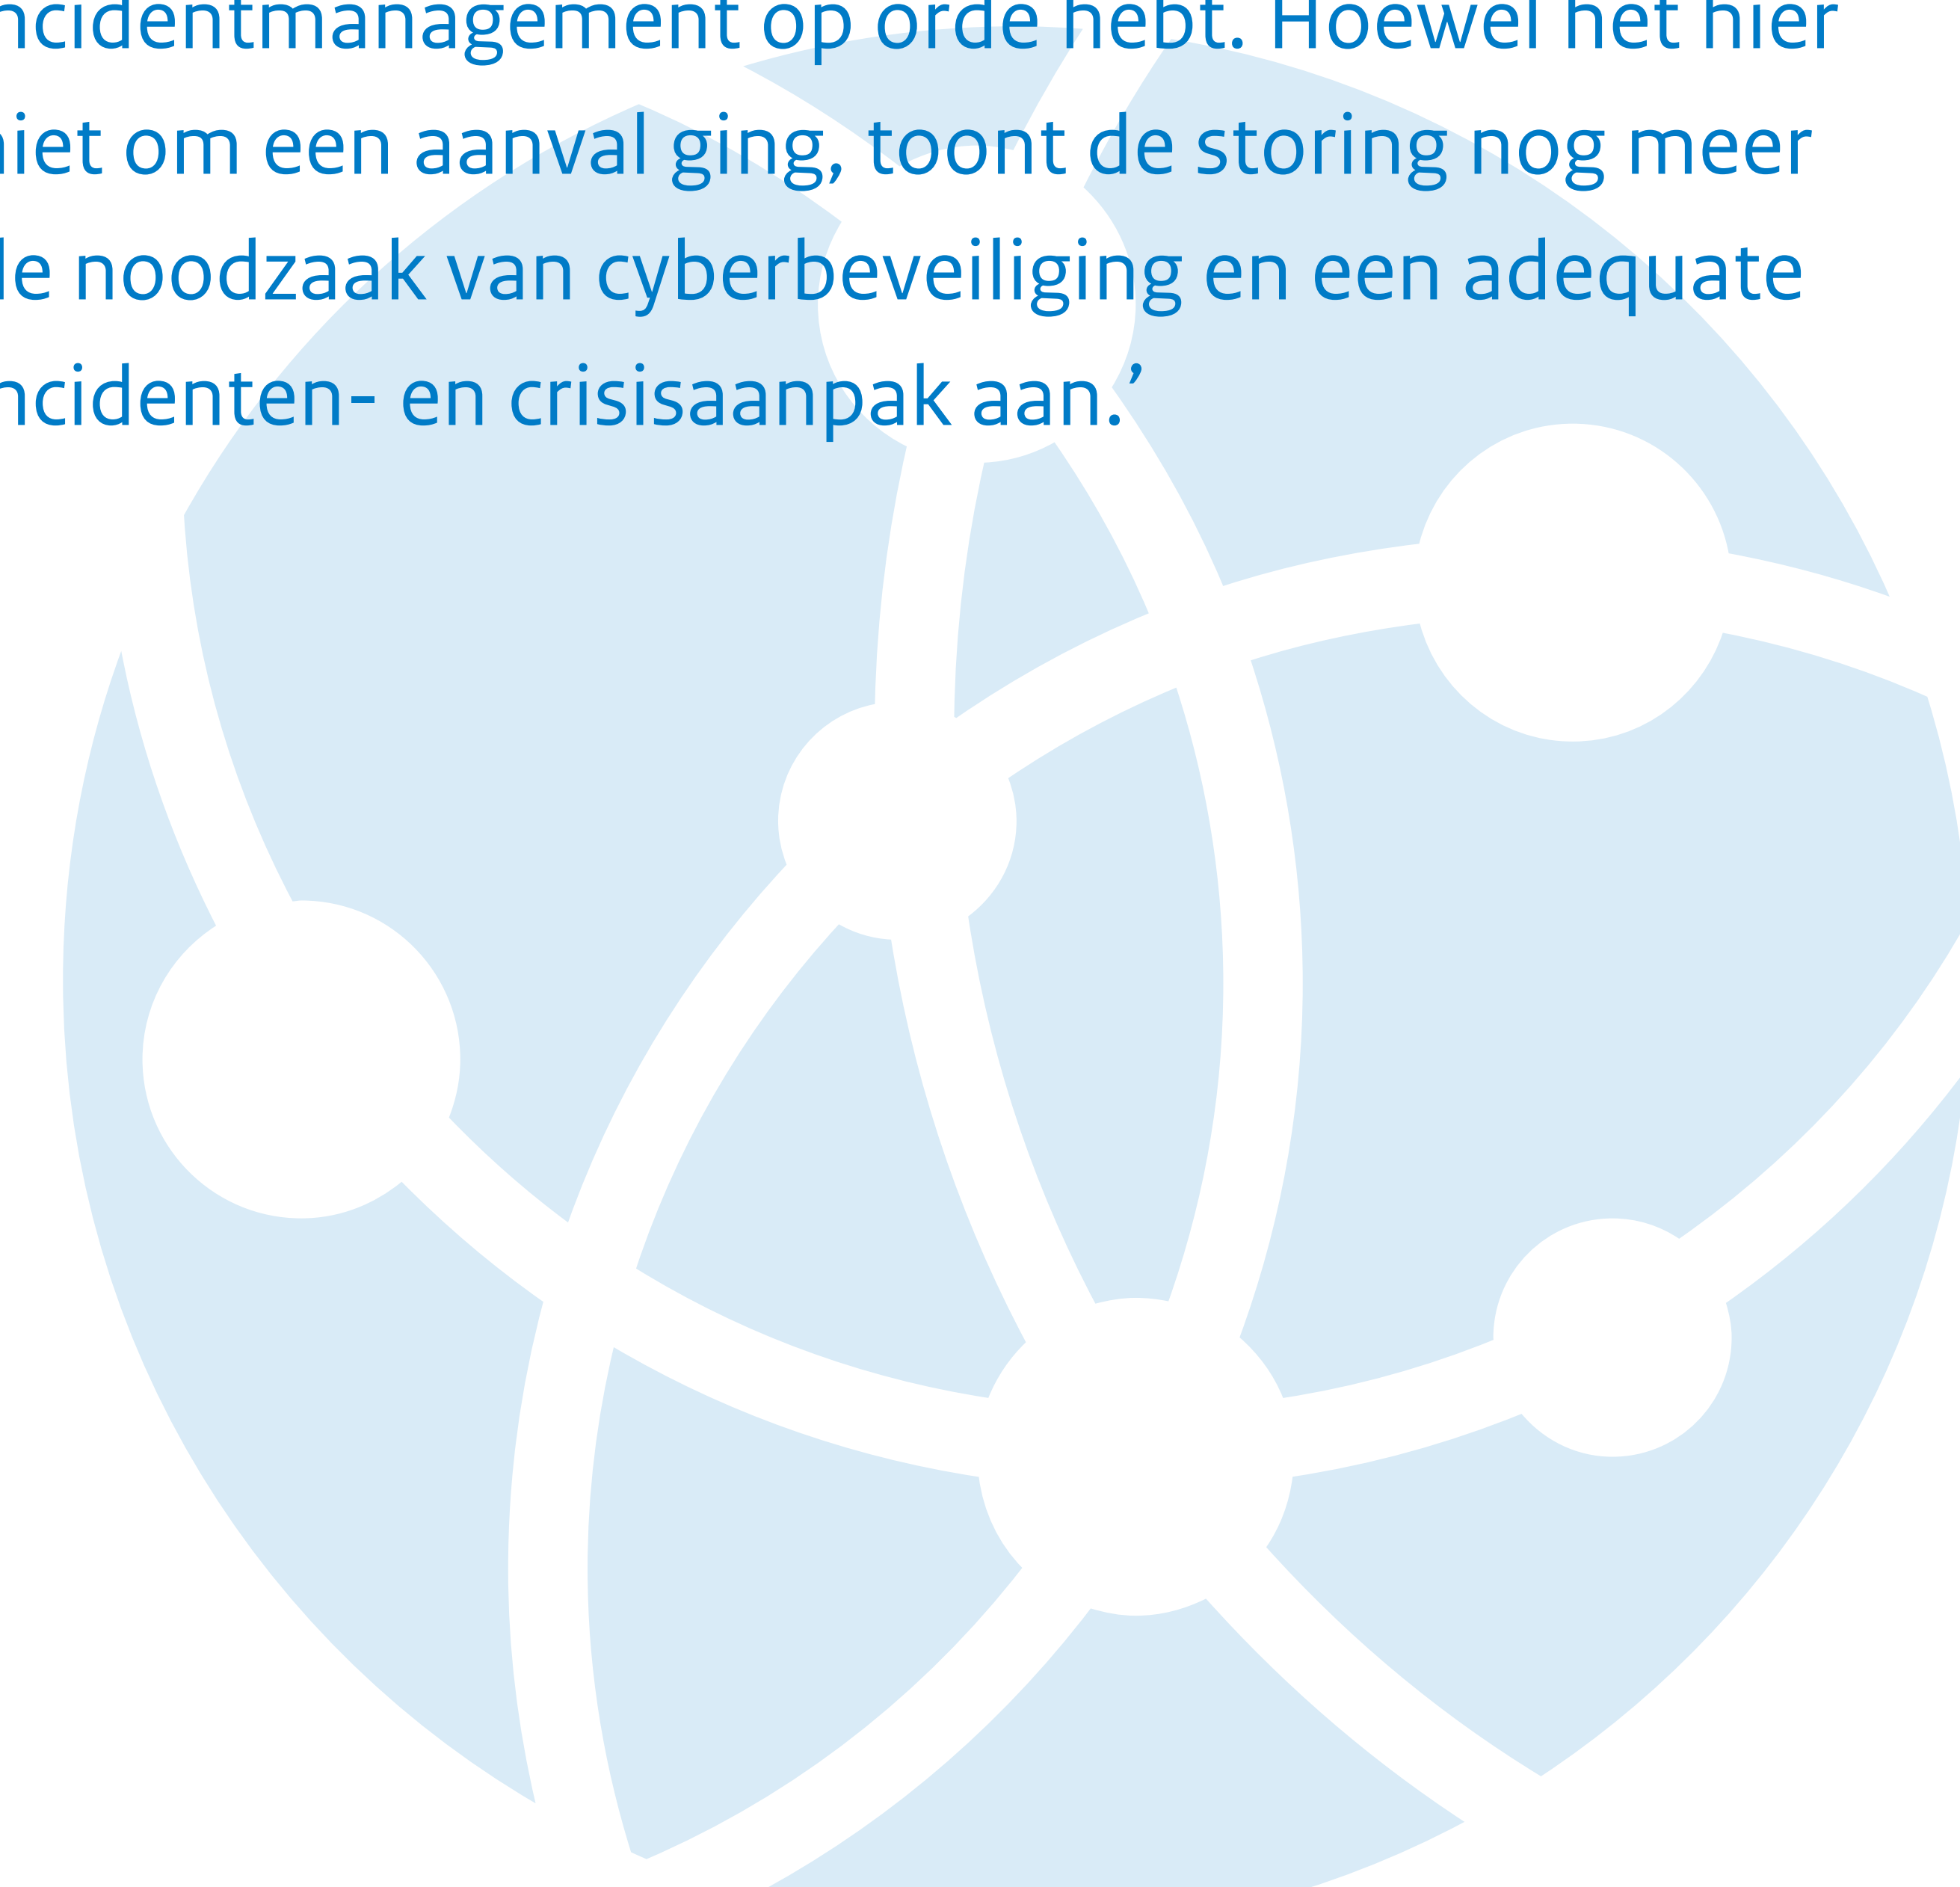 ncidentmanagement op orde hebt. Hoewel het hier
iet om een aanval ging, toont de storing nog meer
de noodzaak van cyberbeveiliging en een adequate
ncidenten- en crisisaanpak aan.’